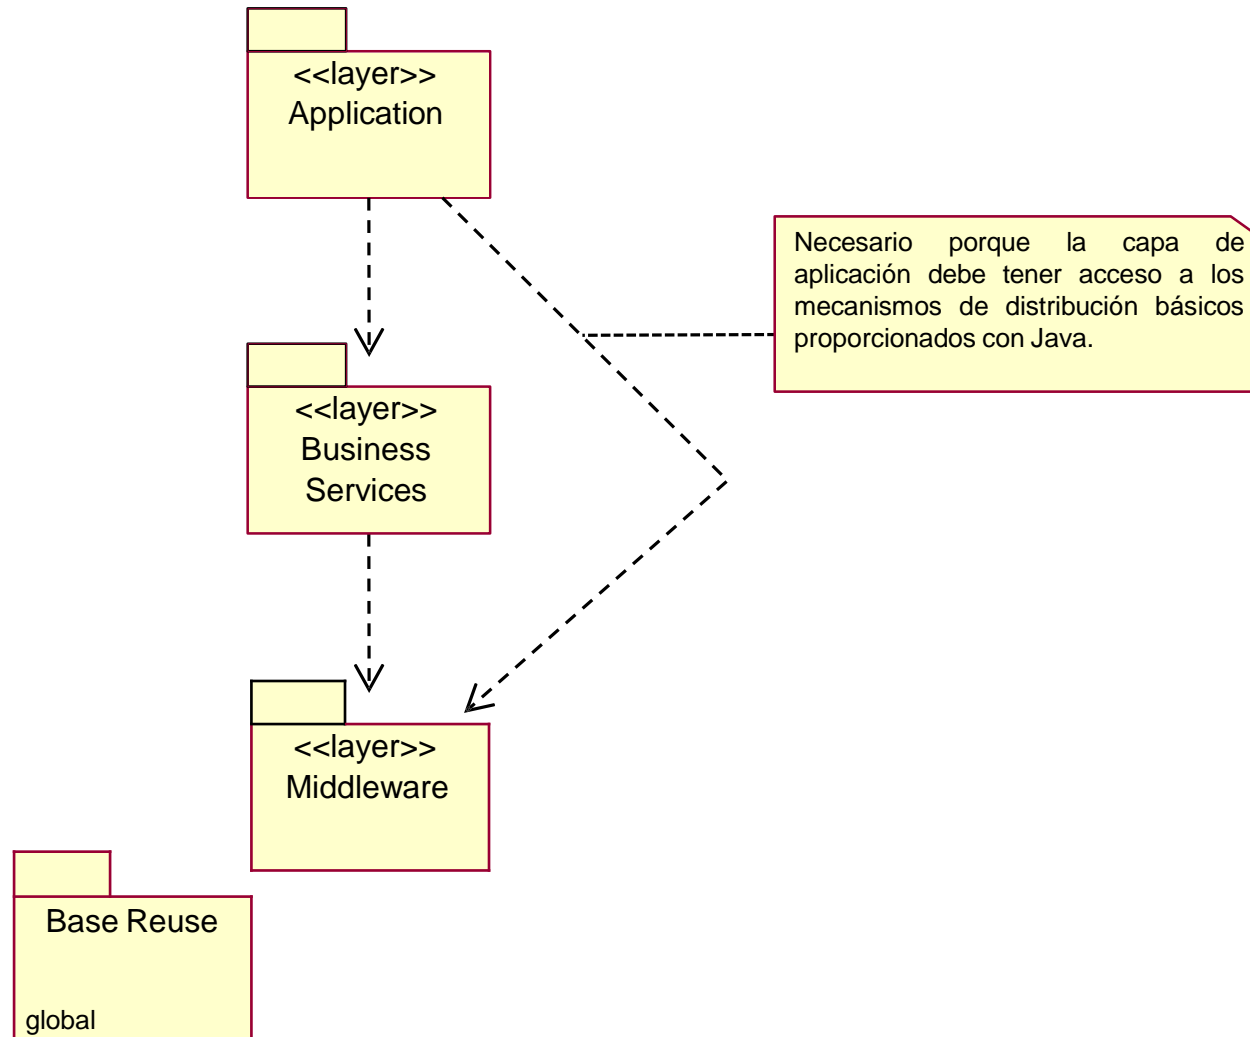 <<layer>>
Application
Necesario porque la capa de
aplicación debe tener acceso a los
mecanismos de distribución básicos
proporcionados con Java.
<<layer>>
Business
Services
<<layer>>
Middleware
Base Reuse
global